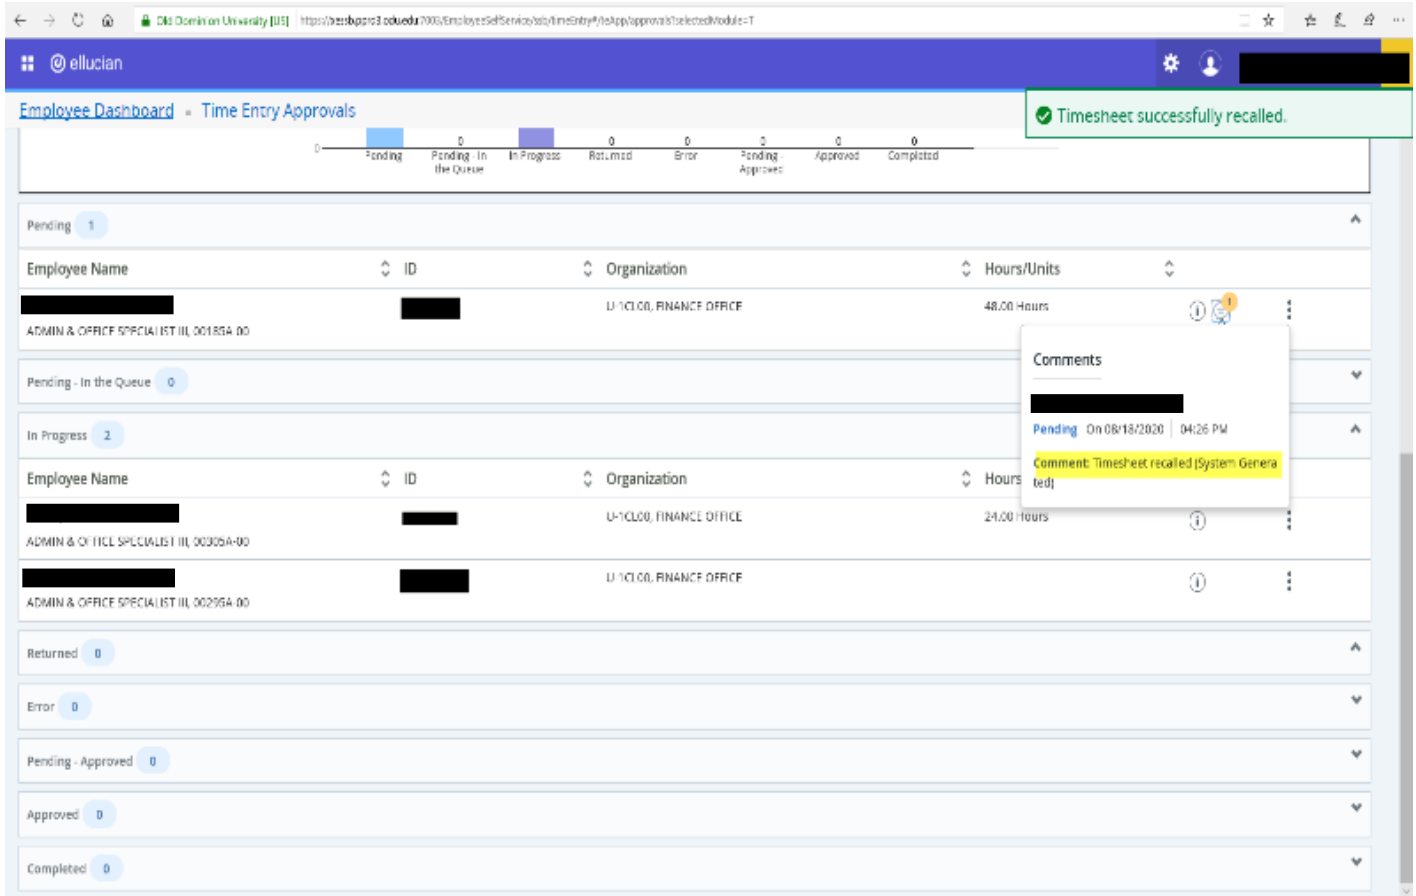 Old Dominion University [US]
ellucian
Employee Dashboard • Time Entry Approvals
Timesheet successfully recalled.
0
0 0 0 0 0 0
Pending Pending - In the Queue In Progress Returned Error Pending - Approved Approved Completed
Pending 1
Employee Name ID Organization Hours/Units
U-1CL00, FINANCE OFFICE 48.00 Hours 1
ADMIN & OFFICE SPECIALIST III, 00185A-00
Comments
Pending - In the Queue 0
Pending On 08/18/2020 04:26 PM
In Progress 2
Comment: Timesheet recalled (System Genera
ted)
Employee Name ID Organization Hours
U-1CL00, FINANCE OFFICE 24.00 Hours
ADMIN & OFFICE SPECIALIST III, 00305A-00
U-1CL00, FINANCE OFFICE
ADMIN & OFFICE SPECIALIST III, 00295A-00
Returned 0
Error 0
Pending - Approved 0
Approved 0
Completed 0